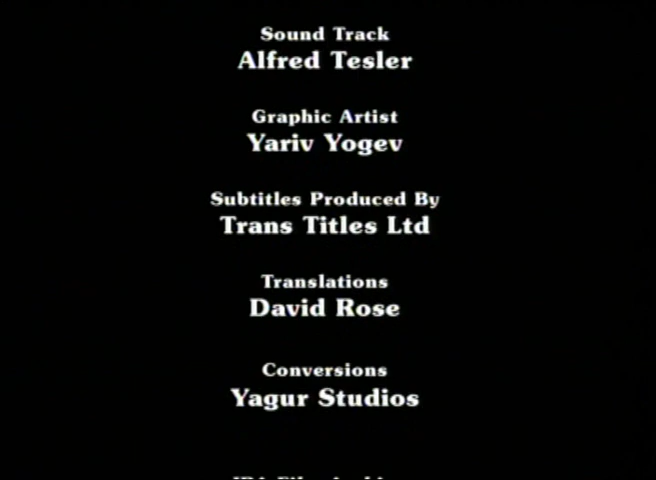 Sound Track
Alfred Tesler
Graphic Artist
Yariv Yogev
Subtitles Produced By
Trans Titles Ltd
Translations
David Rose
Conversions
Yagur Studios